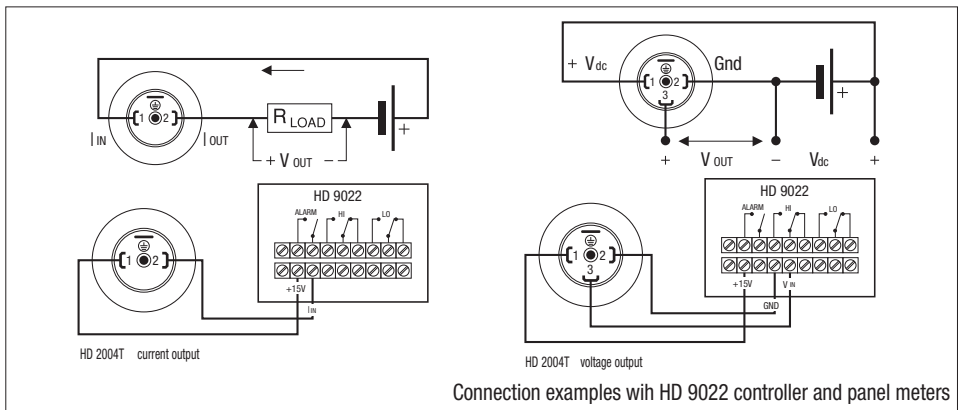 + Vdc
Gnd
1 2
1 2
3
+
I IN
I OUT
R LOAD
+ V OUT −
+
+ V OUT − Vdc +
HD 9022
ALARM HI LO
1 2
+15V
I IN
HD 2004T current output
HD 9022
ALARM HI LO
1 2
3
+15V
V IN
GND
HD 2004T voltage output
Connection examples wih HD 9022 controller and panel meters